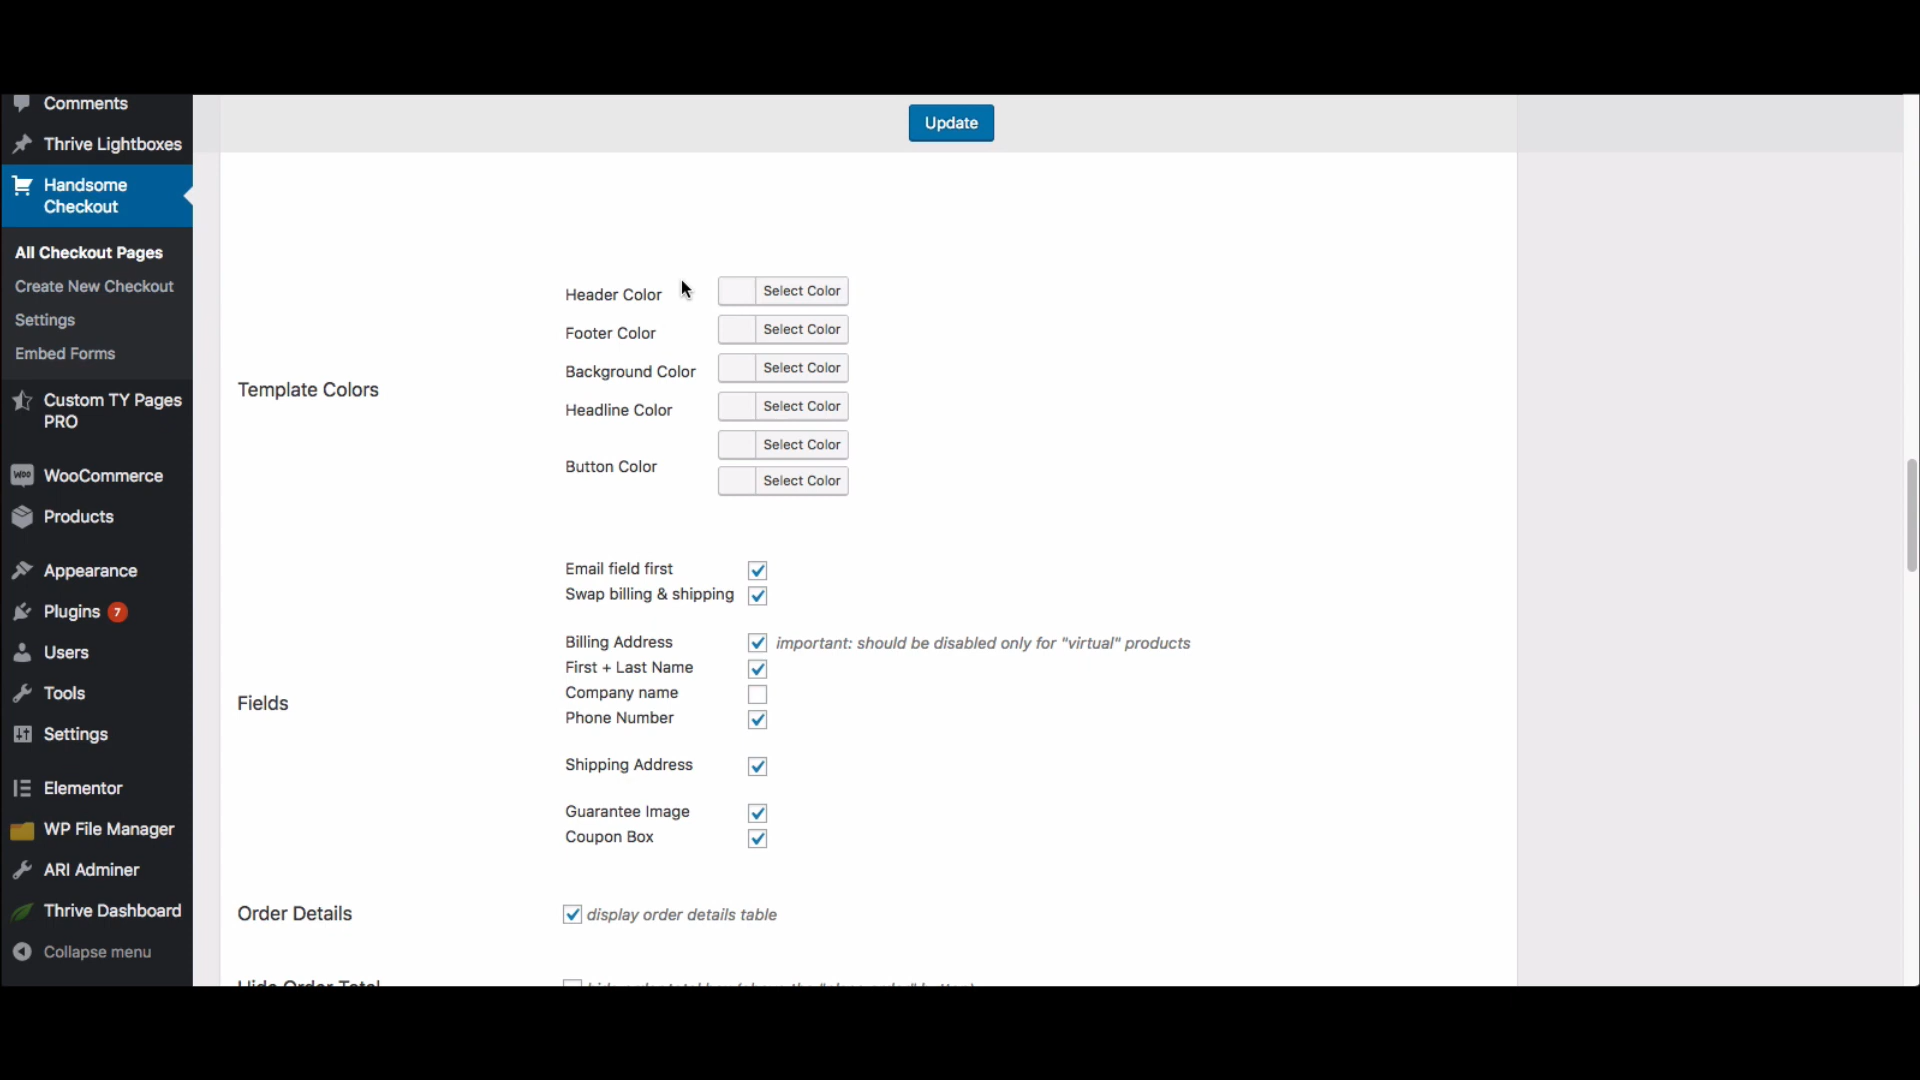 Comments
Thrive Lightboxes
Handsome
Checkout
All Checkout Pages
Create New Checkout
Settings
Embed Forms
Custom TY Pages
PRO
WOO WooCommerce
Products
Appearance
Plugins 7
Users
Tools
Settings
Elementor
WP File Manager
ARI Adminer
Thrive Dashboard
Collapse menu
Update
Template Colors
Header Color Select Color
Footer Color Select Color
Background Color Select Color
Headline Color Select Color
Button Color Select Color
Select Color
Fields
Email field first
Swap billing & shipping
Billing Address important: should be disabled only for "virtual" products
First + Last Name
Company name
Phone Number
Shipping Address
Guarantee Image
Coupon Box
Order Details display order details table
Hide Order Total